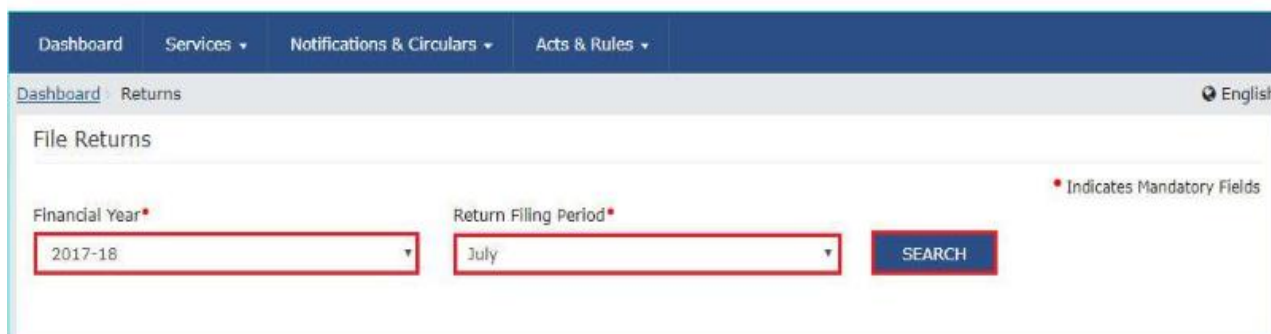 Dashboard Services Notifications & Circulars Acts & Rules
Dashboard Returns English
File Returns
• Indicates Mandatory Fields
Financial Year• Return Filing Period•
2017-18 July SEARCH